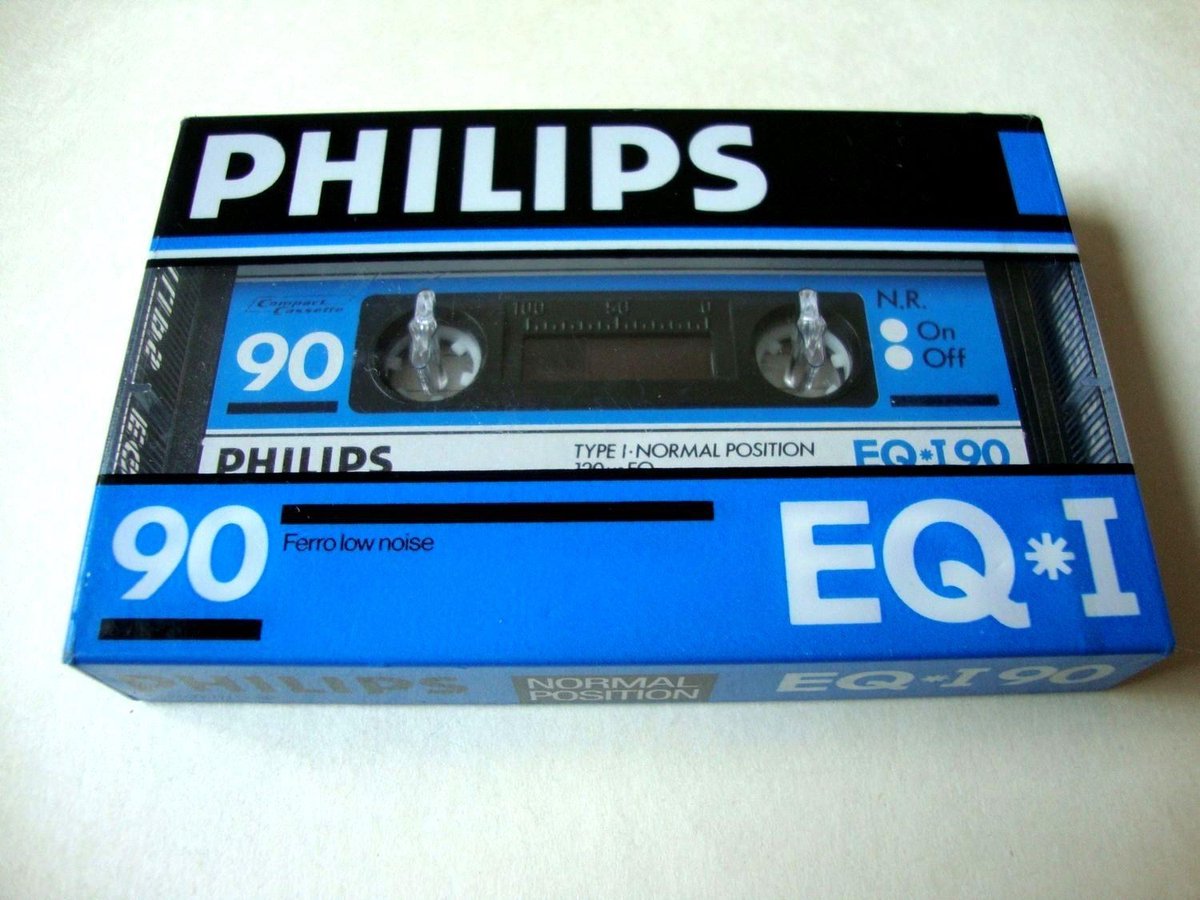 PHILIPS
Compact
Cassette
90
100 50 0
N.R.
On
Off
PHILIPS
TYPE I·NORMAL POSITION
EQ*I 90
90
Ferro low noise
EQ*I
PHILIPS
NORMAL
POSITION
EQ*I 90